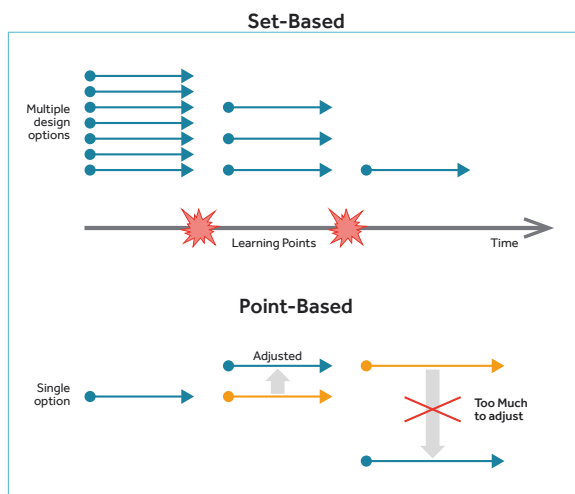 Set-Based
Multiple
design
options
Learning Points
Time
Point-Based
Adjusted
Single
option
Too Much
to adjust